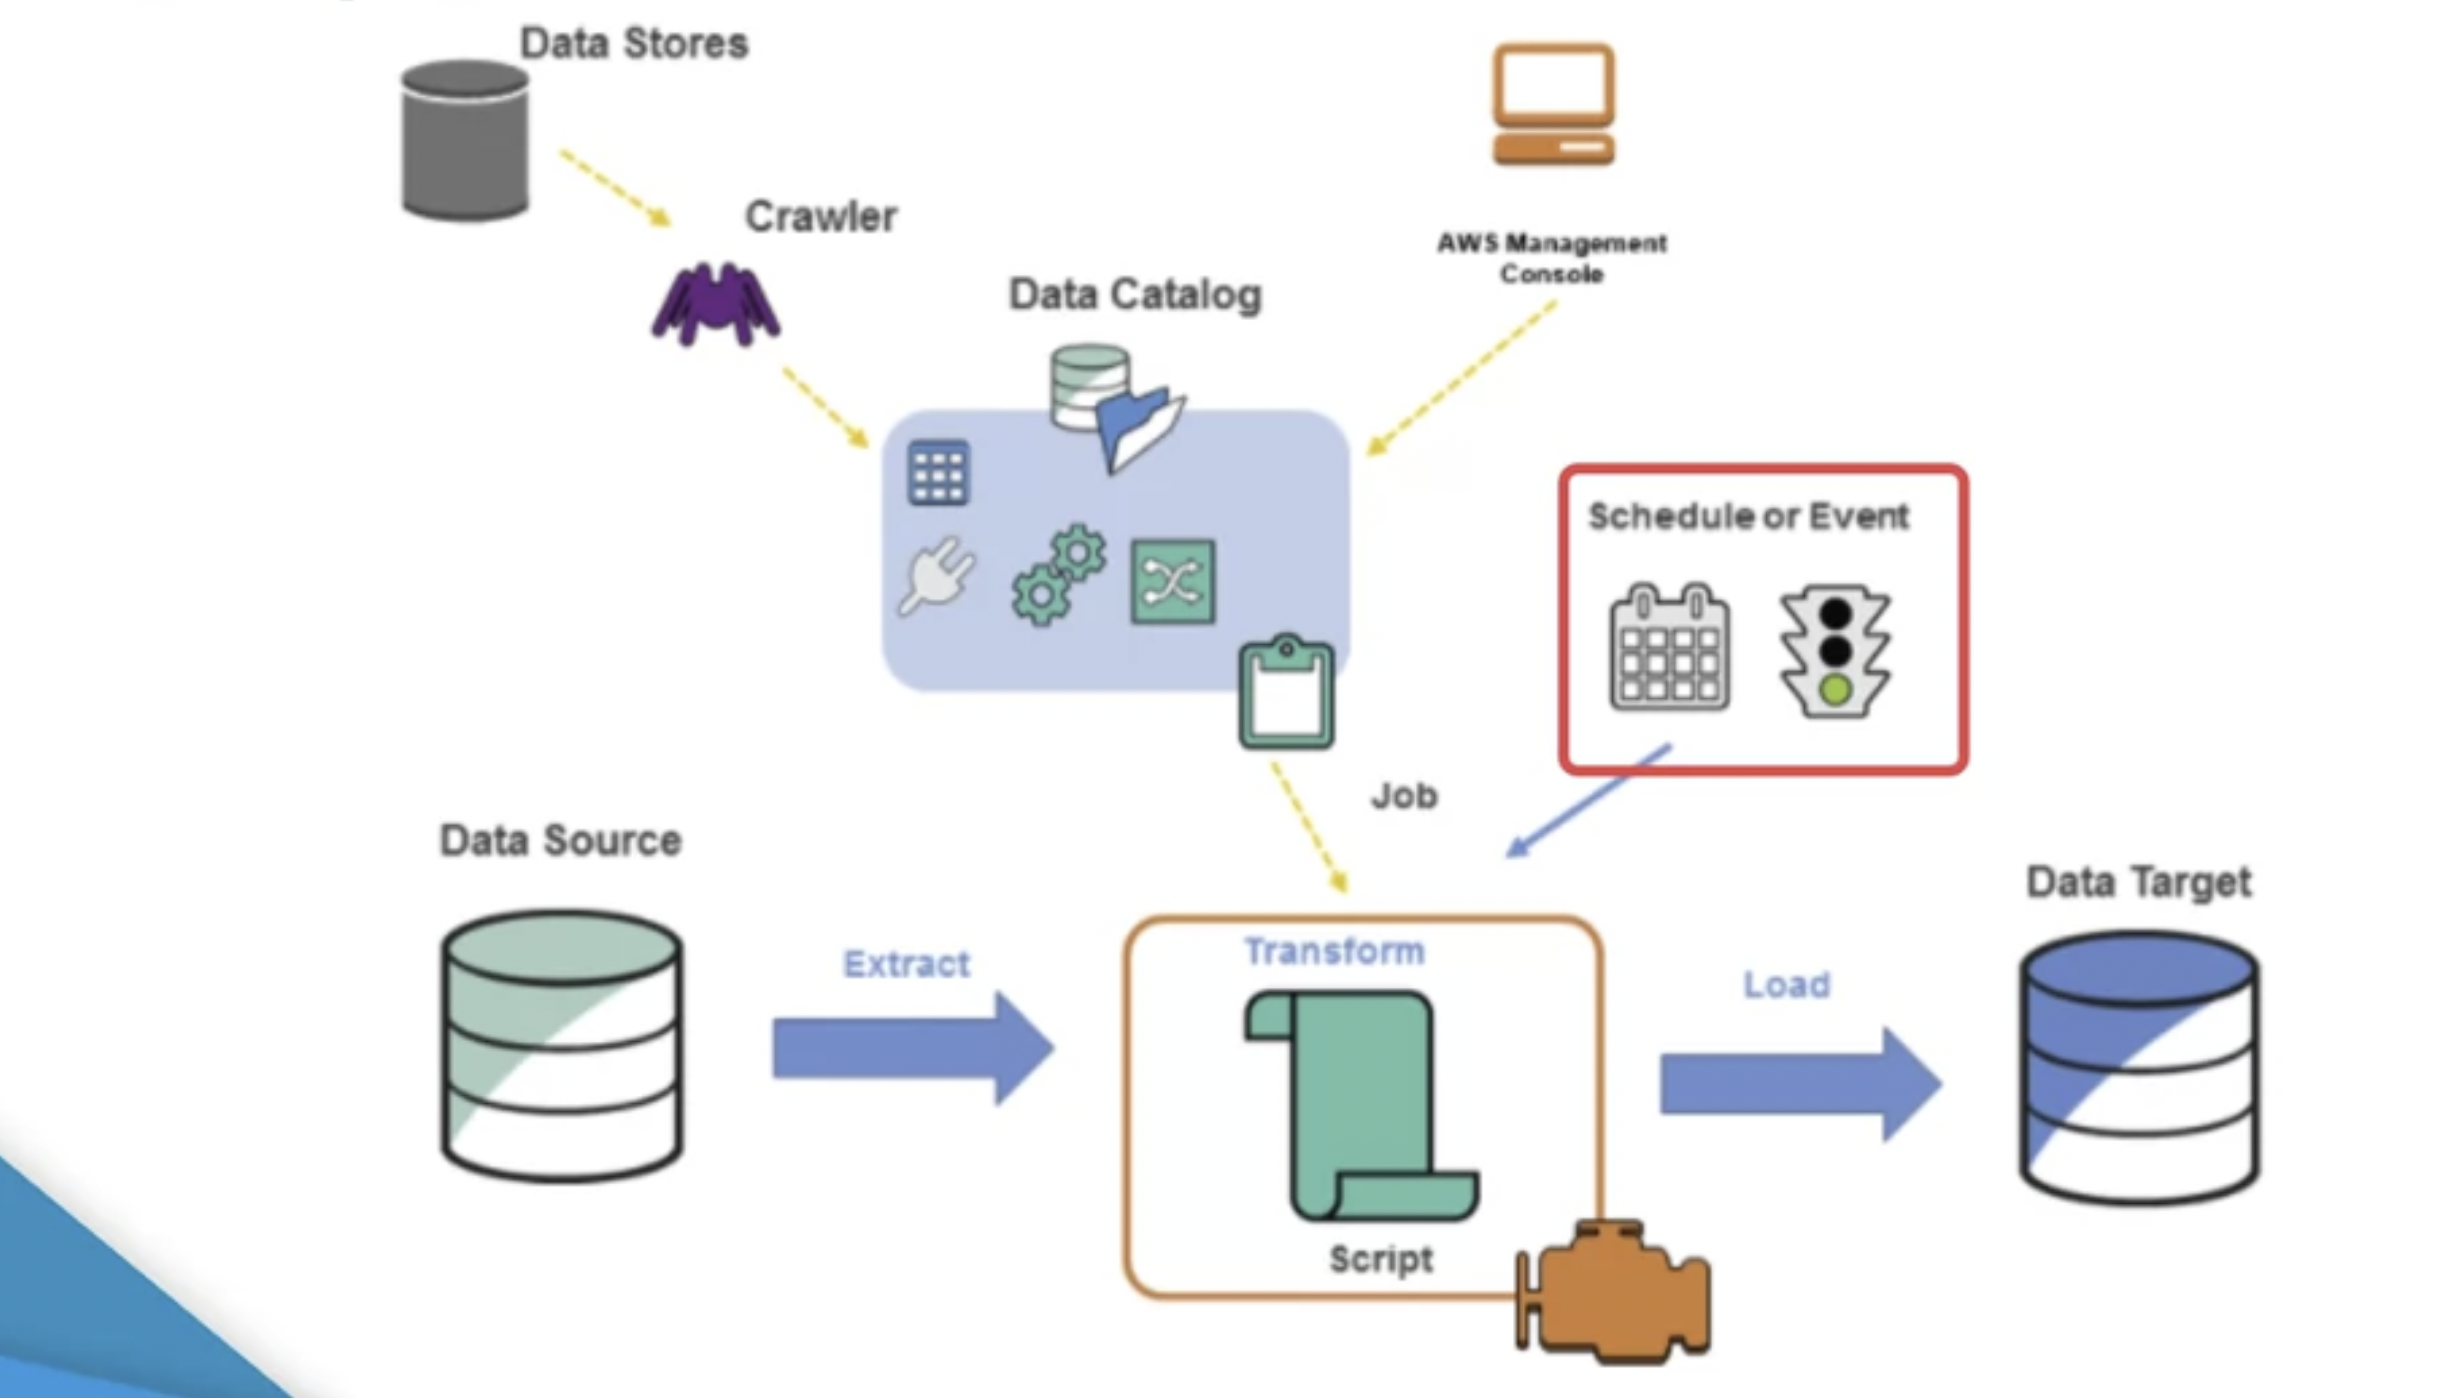 Data Stores
Crawler
Data Catalog
AWS Management
Console
Schedule or Event
Job
Data Source
Extract
Transform
Script
Load
Data Target